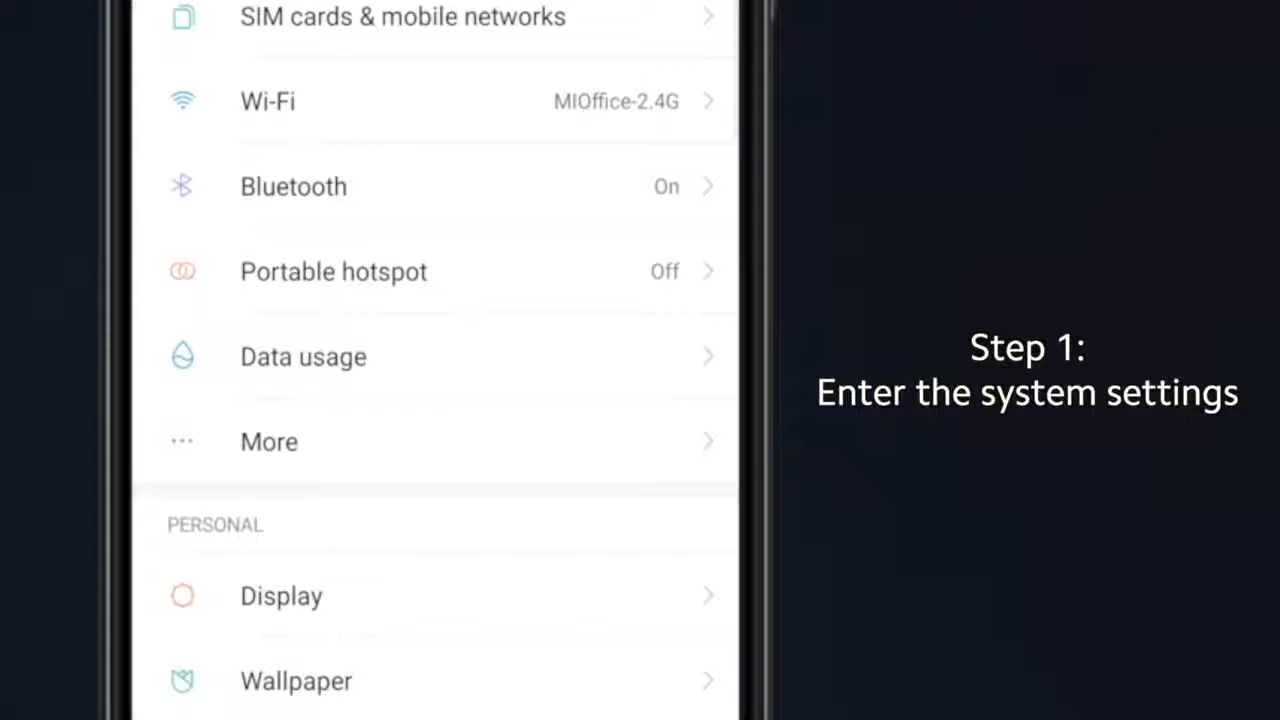 SIM cards & mobile networks
Wi-Fi MIOffice-2.4G
Bluetooth On
Portable hotspot Off
Data usage
More
PERSONAL
Display
Wallpaper
Step 1:
Enter the system settings